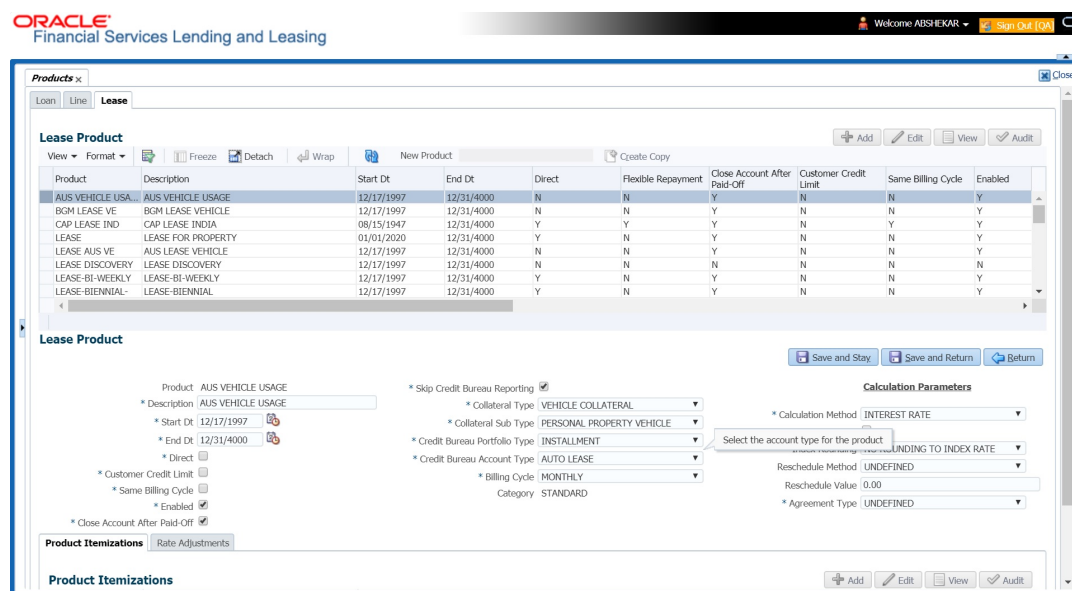 ORACLE
Financial Services Lending and Leasing
Welcome ABSHEKAR
Sign Out [QA]
Products ×
Close
Loan Line Lease
Lease Product
Add Edit View Audit
View Format Freeze Detach Wrap New Product Create Copy
Product Description Start Dt End Dt Direct Flexible Repayment Close Account After Paid-Off Customer Credit Limit Same Billing Cycle Enabled
AUS VEHICLE USA... AUS VEHICLE USAGE 12/17/1997 12/31/4000 N N Y N N Y
BGM LEASE VE BGM LEASE VEHICLE 12/17/1997 12/31/4000 N N Y N N Y
CAP LEASE IND CAP LEASE INDIA 08/15/1947 12/31/4000 Y Y Y N Y Y
LEASE LEASE FOR PROPERTY 01/01/2020 12/31/4000 Y N Y N N Y
LEASE AUS VE AUS LEASE VEHICLE 12/17/1997 12/31/4000 N N Y N N Y
LEASE DISCOVERY LEASE DISCOVERY 12/17/1997 12/31/4000 N N N N N N
LEASE-BI-WEEKLY LEASE-BI-WEEKLY 12/17/1997 12/31/4000 Y N Y N N Y
LEASE-BIENNIAL- LEASE-BIENNIAL 12/17/1997 12/31/4000 Y N Y N N Y
Lease Product
Save and Stay Save and Return Return
Product AUS VEHICLE USAGE
* Description AUS VEHICLE USAGE
* Start Dt 12/17/1997
* End Dt 12/31/4000
* Direct
* Customer Credit Limit
* Same Billing Cycle
* Enabled
* Close Account After Paid-Off
* Skip Credit Bureau Reporting
* Collateral Type VEHICLE COLLATERAL
* Collateral Sub Type PERSONAL PROPERTY VEHICLE
* Credit Bureau Portfolio Type INSTALLMENT
* Credit Bureau Account Type AUTO LEASE
* Billing Cycle MONTHLY
Category STANDARD
Select the account type for the product
Calculation Parameters
* Calculation Method INTEREST RATE
Index Rounding NO ROUNDING TO INDEX RATE
Reschedule Method UNDEFINED
Reschedule Value 0.00
* Agreement Type UNDEFINED
Product Itemizations Rate Adjustments
Product Itemizations
Add Edit View Audit